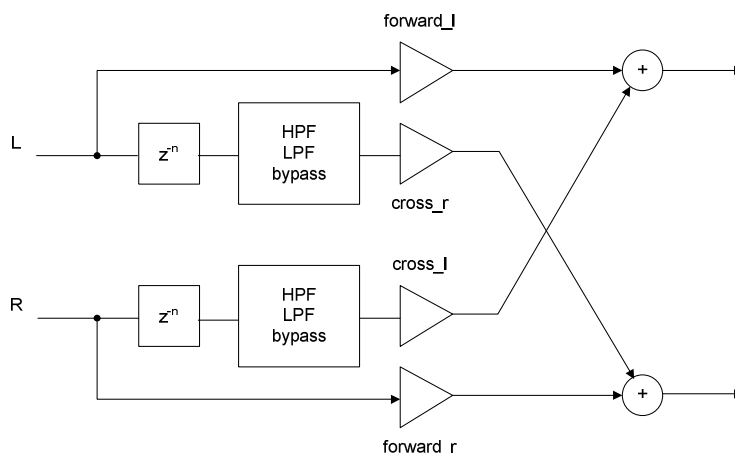 forward_l
+
L
z⁻ⁿ
HPF
LPF
bypass
cross_r
cross_l
R
z⁻ⁿ
HPF
LPF
bypass
+
forward_r